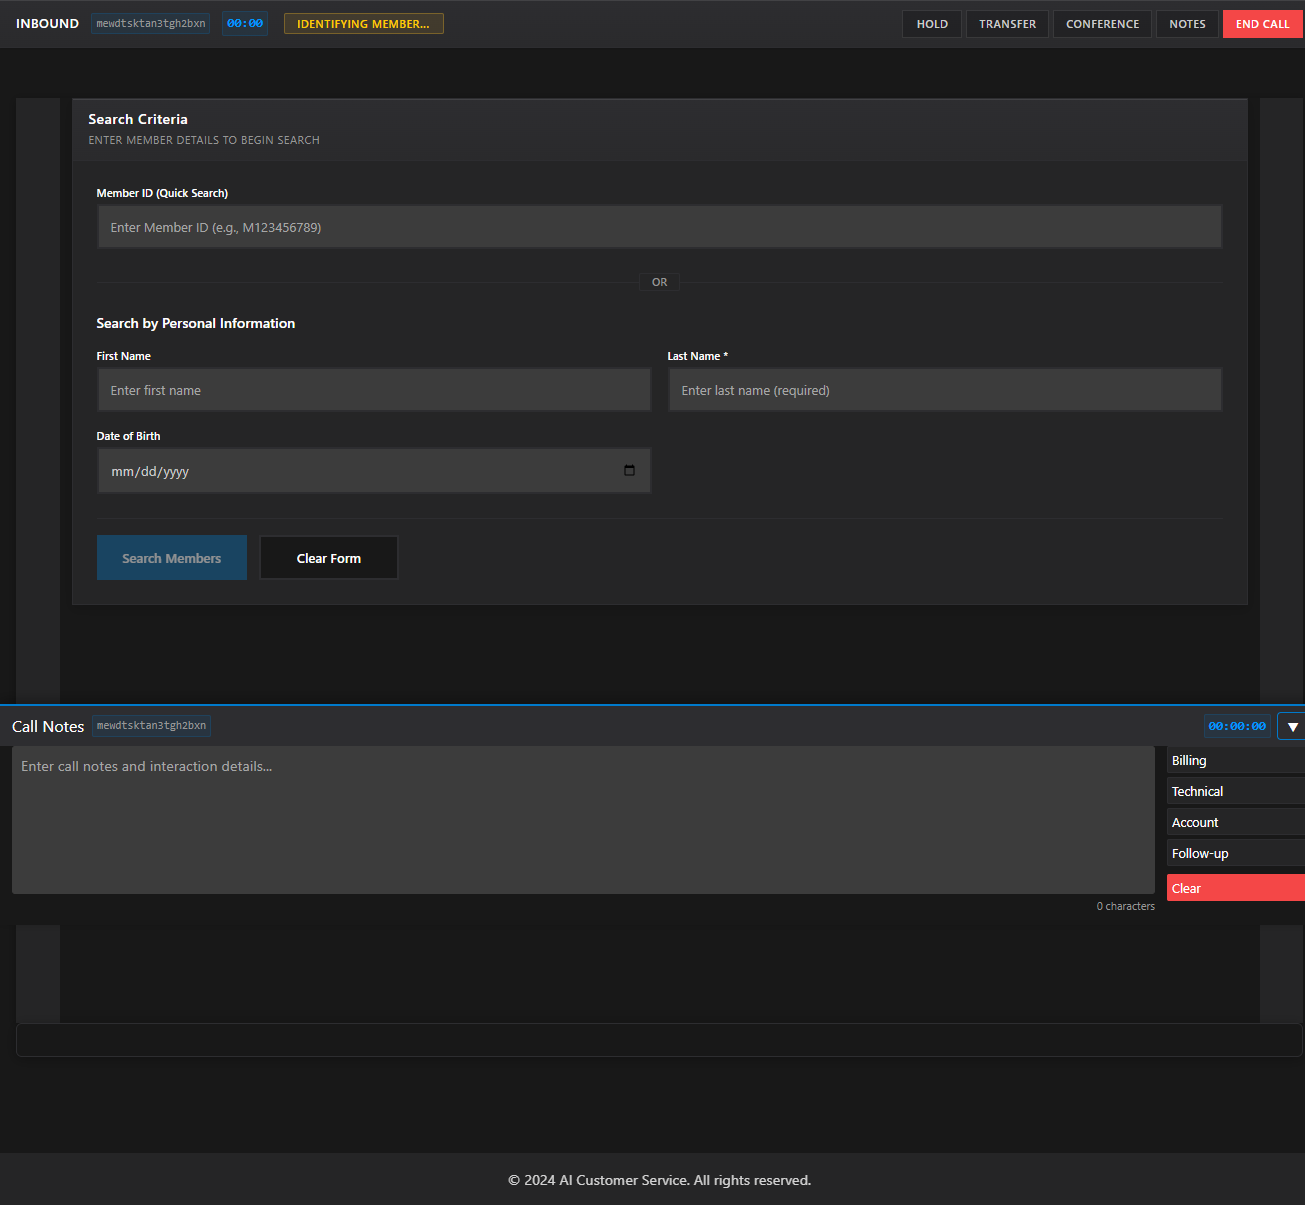 INBOUND mewdtsktan3tgh2bxn 00:00 IDENTIFYING MEMBER... HOLD TRANSFER CONFERENCE NOTES END CALL
Search Criteria
ENTER MEMBER DETAILS TO BEGIN SEARCH
Member ID (Quick Search)
Enter Member ID (e.g., M123456789)
OR
Search by Personal Information
First Name Last Name *
Enter first name Enter last name (required)
Date of Birth
mm/dd/yyyy
Search Members Clear Form
Call Notes mewdtsktan3tgh2bxn 00:00:00 ▼
Enter call notes and interaction details...
Billing
Technical
Account
Follow-up
Clear
0 characters
© 2024 AI Customer Service. All rights reserved.